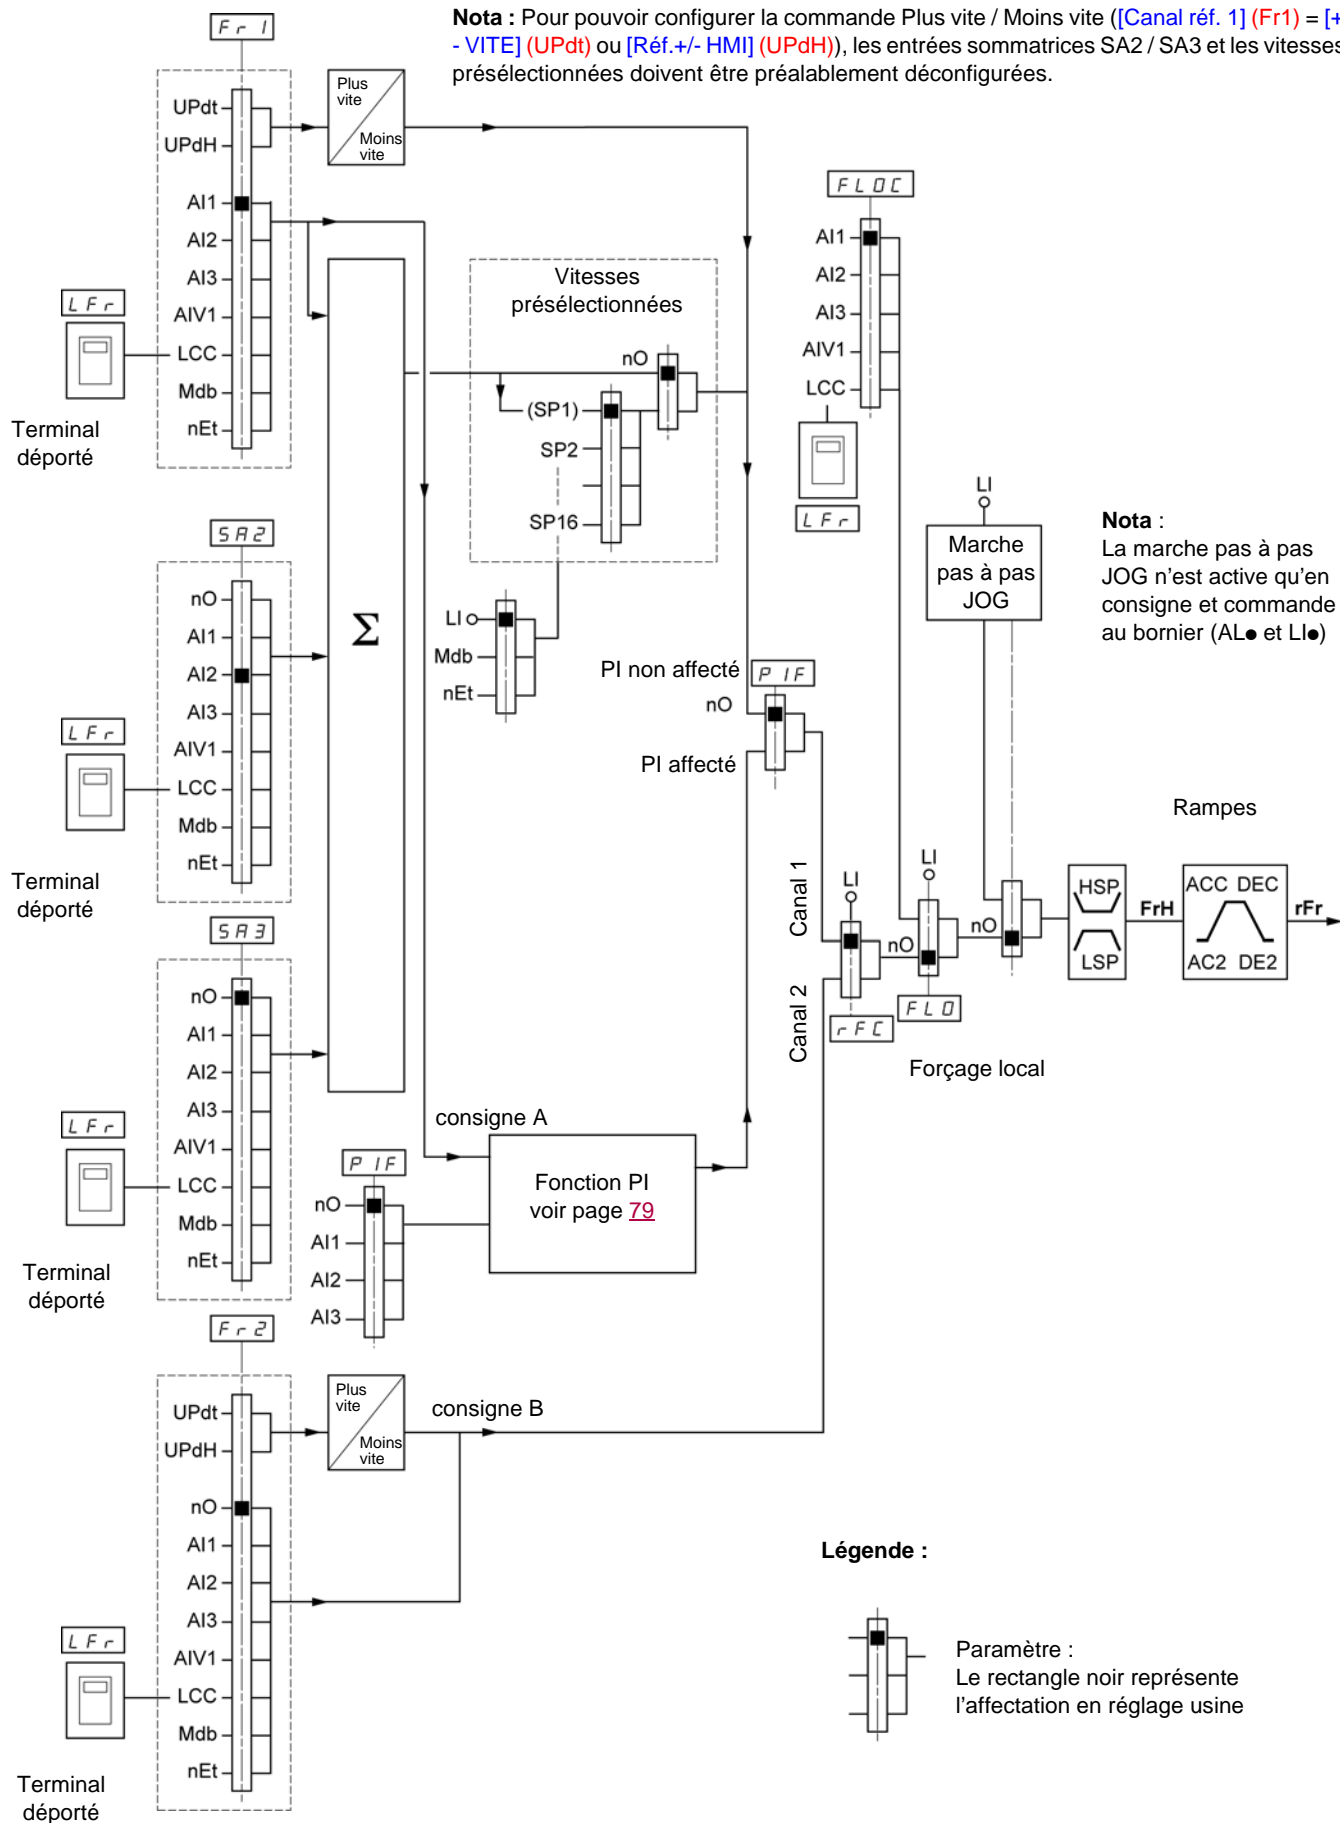 Nota : Pour pouvoir configurer la commande Plus vite / Moins vite ([Canal réf. 1] (Fr1) = [+
- VITE] (UPdt) ou [Réf.+/- HMI] (UPdH)), les entrées sommatrices SA2 / SA3 et les vitesses
présélectionnées doivent être préalablement déconfigurées.
Fr1
UPdt
UPdH
AI1
AI2
AI3
AIV1
LCC
Mdb
nEt
LFr
Terminal
déporté
Plus
vite
Moins
vite
SA2
nO
AI1
AI2
AI3
AIV1
LCC
Mdb
nEt
LFr
Terminal
déporté
SA3
nO
AI1
AI2
AI3
AIV1
LCC
Mdb
nEt
LFr
Terminal
déporté
Σ
Vitesses
présélectionnées
nO
(SP1)
SP2
SP16
LI
Mdb
nEt
FLOC
AI1
AI2
AI3
AIV1
LCC
LFr
LI
Marche
pas à pas
JOG
Nota :
La marche pas à pas
JOG n’est active qu’en
consigne et commande
au bornier (AL● et LI●)
PI non affecté
PIF
nO
PI affecté
Canal 1
Canal 2
LI
rFC
nO
LI
FLO
Forçage local
nO
Rampes
HSP
LSP
FrH
ACC DEC
AC2 DE2
rFr
consigne A
PIF
nO
AI1
AI2
AI3
Fonction PI
voir page 79
Fr2
UPdt
UPdH
nO
AI1
AI2
AI3
AIV1
LCC
Mdb
nEt
LFr
Terminal
déporté
Plus
vite
Moins
vite
consigne B
Légende :
Paramètre :
Le rectangle noir représente
l’affectation en réglage usine